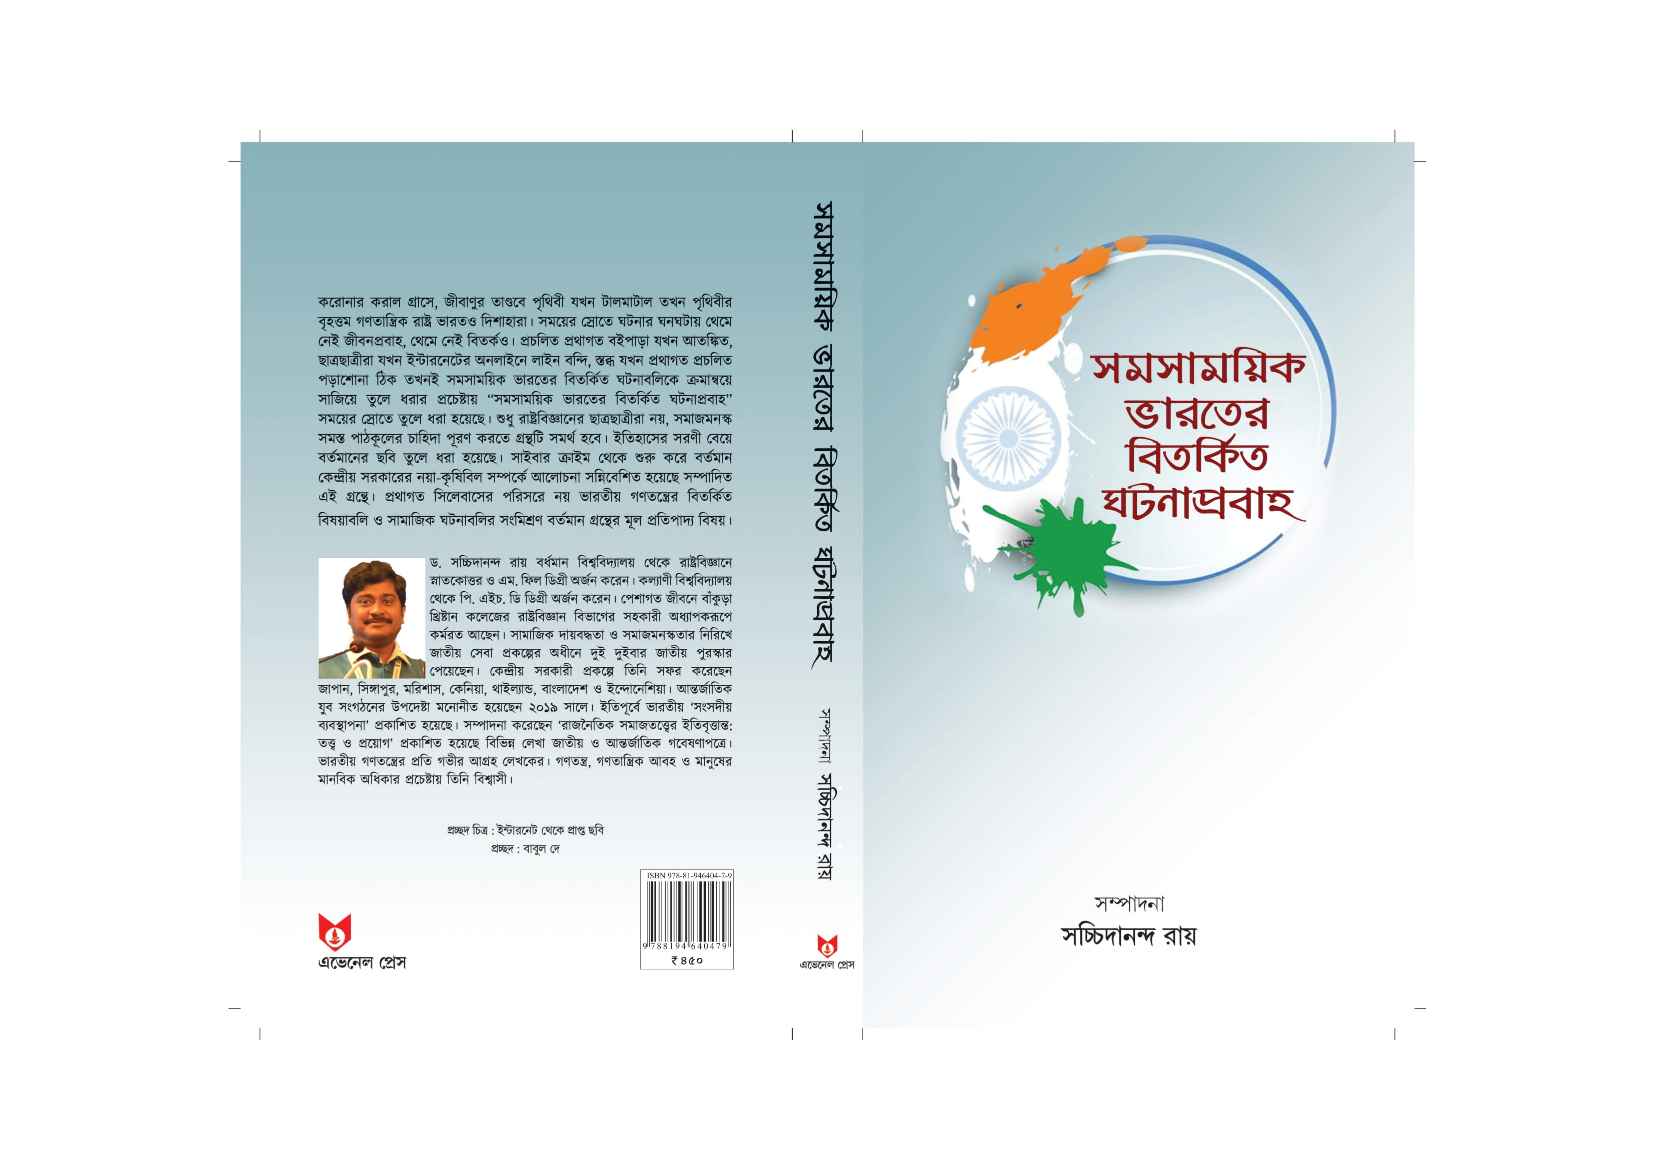 করোনার করাল গ্রাসে, জীবাণুর তাণ্ডবে পৃথিবী যখন টালমাটাল তখন পৃথিবীর
বৃহত্তম গণতান্ত্রিক রাষ্ট্র ভারতও দিশাহারা। সময়ের স্রোতে ঘটনার ঘনঘটায় থেমে
নেই জীবনপ্রবাহ, থেমে নেই বিতর্কও। প্রচলিত প্রথাগত বইপাড়া যখন আতঙ্কিত,
ছাত্রছাত্রীরা যখন ইন্টারনেটের অনলাইনে লাইন বন্দি, স্তব্ধ যখন প্রথাগত প্রচলিত
পড়াশোনা ঠিক তখনই সমসাময়িক ভারতের বিতর্কিত ঘটনাবলিকে ক্রমান্বয়ে
সাজিয়ে তুলে ধরার প্রচেষ্টায় “সমসাময়িক ভারতের বিতর্কিত ঘটনাপ্রবাহ”
সময়ের স্রোতে তুলে ধরা হয়েছে। শুধু রাষ্ট্রবিজ্ঞানের ছাত্রছাত্রীরা নয়, সমাজমনস্ক
সমস্ত পাঠকূলের চাহিদা পূরণ করতে গ্রন্থটি সমর্থ হবে। ইতিহাসের সরণী বেয়ে
বর্তমানের ছবি তুলে ধরা হয়েছে। সাইবার ক্রাইম থেকে শুরু করে বর্তমান
কেন্দ্রীয় সরকারের নয়া-কৃষিবিল সম্পর্কে আলোচনা সন্নিবেশিত হয়েছে সম্পাদিত
এই গ্রন্থে। প্রথাগত সিলেবাসের পরিসরে নয় ভারতীয় গণতন্ত্রের বিতর্কিত
বিষয়াবলি ও সামাজিক ঘটনাবলির সংমিশ্রণ বর্তমান গ্রন্থের মূল প্রতিপাদ্য বিষয়।
ড. সচ্চিদানন্দ রায় বর্ধমান বিশ্ববিদ্যালয় থেকে রাষ্ট্রবিজ্ঞানে
স্নাতকোত্তর ও এম. ফিল ডিগ্রী অর্জন করেন। কল্যাণী বিশ্ববিদ্যালয়
থেকে পি. এইচ. ডি ডিগ্রী অর্জন করেন। পেশাগত জীবনে বাঁকুড়া
খ্রিষ্টান কলেজের রাষ্ট্রবিজ্ঞান বিভাগের সহকারী অধ্যাপকরূপে
কর্মরত আছেন। সামাজিক দায়বদ্ধতা ও সমাজমনস্কতার নিরিখে
জাতীয় সেবা প্রকল্পের অধীনে দুই দুইবার জাতীয় পুরস্কার
পেয়েছেন। কেন্দ্রীয় সরকারী প্রকল্পে তিনি সফর করেছেন
জাপান, সিঙ্গাপুর, মরিশাস, কেনিয়া, থাইল্যান্ড, বাংলাদেশ ও ইন্দোনেশিয়া। আন্তর্জাতিক
যুব সংগঠনের উপদেষ্টা মনোনীত হয়েছেন ২০১৯ সালে। ইতিপূর্বে ভারতীয় ‘সংসদীয়
ব্যবস্থাপনা’ প্রকাশিত হয়েছে। সম্পাদনা করেছেন ‘রাজনৈতিক সমাজতত্ত্বের ইতিবৃত্তান্ত:
তত্ত্ব ও প্রয়োগ’ প্রকাশিত হয়েছে বিভিন্ন লেখা জাতীয় ও আন্তর্জাতিক গবেষণাপত্রে।
ভারতীয় গণতন্ত্রের প্রতি গভীর আগ্রহ লেখকের। গণতন্ত্র, গণতান্ত্রিক আবহ ও মানুষের
মানবিক অধিকার প্রচেষ্টায় তিনি বিশ্বাসী।
প্রচ্ছদ চিত্র : ইন্টারনেট থেকে প্রাপ্ত ছবি
প্রচ্ছদ : বাবুল দে
এভেনেল প্রেস
ISBN 978-81-946404-7-9
9 788194 640479
₹ ৪৫০
সমসাময়িক ভারতের বিতর্কিত ঘটনাপ্রবাহ
সম্পাদনা সচ্চিদানন্দ রায়
এভেনেল প্রেস
সমসাময়িক
ভারতের
বিতর্কিত
ঘটনাপ্রবাহ
সম্পাদনা
সচ্চিদানন্দ রায়